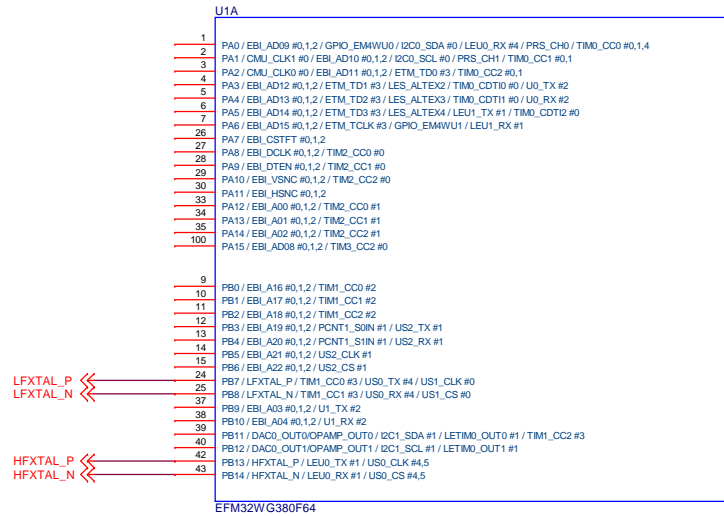 U1A
1 PA0 / EBI_AD09 #0,1,2 / GPIO_EM4WU0 / I2C0_SDA #0 / LEU0_RX #4 / PRS_CH0 / TIM0_CC0 #0,1,4
2 PA1 / CMU_CLK1 #0 / EBI_AD10 #0,1,2 / I2C0_SCL #0 / PRS_CH1 / TIM0_CC1 #0,1
3 PA2 / CMU_CLK0 #0 / EBI_AD11 #0,1,2 / ETM_TD0 #3 / TIM0_CC2 #0,1
4 PA3 / EBI_AD12 #0,1,2 / ETM_TD1 #3 / LES_ALTEX2 / TIM0_CDTI0 #0 / U0_TX #2
5 PA4 / EBI_AD13 #0,1,2 / ETM_TD2 #3 / LES_ALTEX3 / TIM0_CDTI1 #0 / U0_RX #2
6 PA5 / EBI_AD14 #0,1,2 / ETM_TD3 #3 / LES_ALTEX4 / LEU1_TX #1 / TIM0_CDTI2 #0
7 PA6 / EBI_AD15 #0,1,2 / ETM_TCLK #3 / GPIO_EM4WU1 / LEU1_RX #1
26 PA7 / EBI_CSTFT #0,1,2
27 PA8 / EBI_DCLK #0,1,2 / TIM2_CC0 #0
28 PA9 / EBI_DTEN #0,1,2 / TIM2_CC1 #0
29 PA10 / EBI_VSNC #0,1,2 / TIM2_CC2 #0
30 PA11 / EBI_HSNC #0,1,2
33 PA12 / EBI_A00 #0,1,2 / TIM2_CC0 #1
34 PA13 / EBI_A01 #0,1,2 / TIM2_CC1 #1
35 PA14 / EBI_A02 #0,1,2 / TIM2_CC2 #1
100 PA15 / EBI_AD08 #0,1,2 / TIM3_CC2 #0
9 PB0 / EBI_A16 #0,1,2 / TIM1_CC0 #2
10 PB1 / EBI_A17 #0,1,2 / TIM1_CC1 #2
11 PB2 / EBI_A18 #0,1,2 / TIM1_CC2 #2
12 PB3 / EBI_A19 #0,1,2 / PCNT1_S0IN #1 / US2_TX #1
13 PB4 / EBI_A20 #0,1,2 / PCNT1_S1IN #1 / US2_RX #1
14 PB5 / EBI_A21 #0,1,2 / US2_CLK #1
15 PB6 / EBI_A22 #0,1,2 / US2_CS #1
LFXTAL_P 24 PB7 / LFXTAL_P / TIM1_CC0 #3 / US0_TX #4 / US1_CLK #0
LFXTAL_N 25 PB8 / LFXTAL_N / TIM1_CC1 #3 / US0_RX #4 / US1_CS #0
37 PB9 / EBI_A03 #0,1,2 / U1_TX #2
38 PB10 / EBI_A04 #0,1,2 / U1_RX #2
39 PB11 / DAC0_OUT0/OPAMP_OUT0 / I2C1_SDA #1 / LETIM0_OUT0 #1 / TIM1_CC2 #3
40 PB12 / DAC0_OUT1/OPAMP_OUT1 / I2C1_SCL #1 / LETIM0_OUT1 #1
HFXTAL_P 42 PB13 / HFXTAL_P / LEU0_TX #1 / US0_CLK #4,5
HFXTAL_N 43 PB14 / HFXTAL_N / LEU0_RX #1 / US0_CS #4,5
EFM32WG380F64